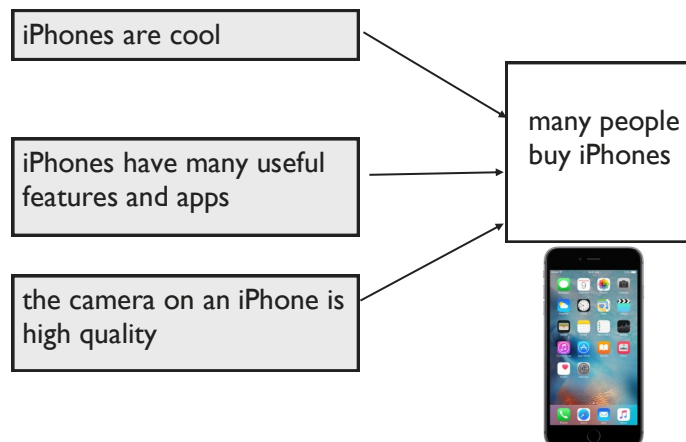 iPhones are cool
iPhones have many useful
features and apps
the camera on an iPhone is
high quality
many people
buy iPhones